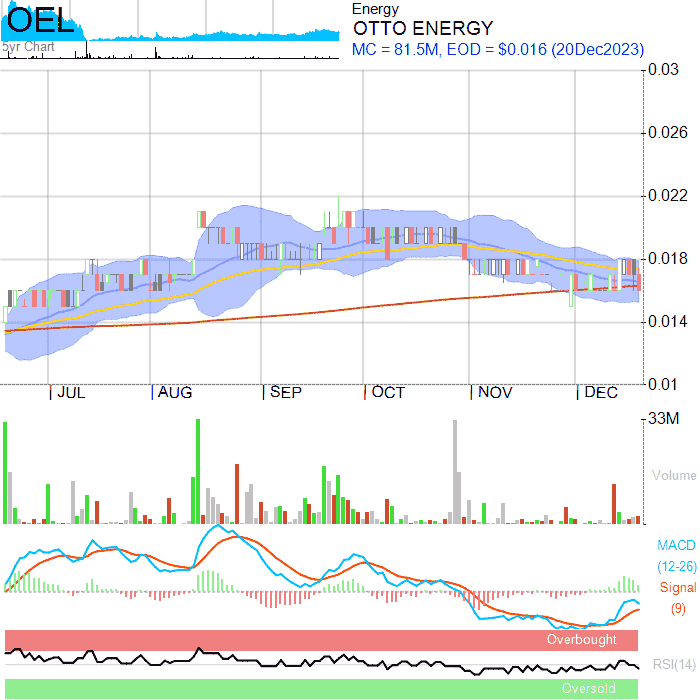 OEL
5yr Chart
Energy
OTTO ENERGY
MC = 81.5M, EOD = $0.016 (20Dec2023)
0.03
0.026
0.022
0.018
0.014
0.01
JUL AUG SEP OCT NOV DEC
33M
Volume
MACD
(12-26)
Signal
(9)
Overbought
RSI(14)
Oversold